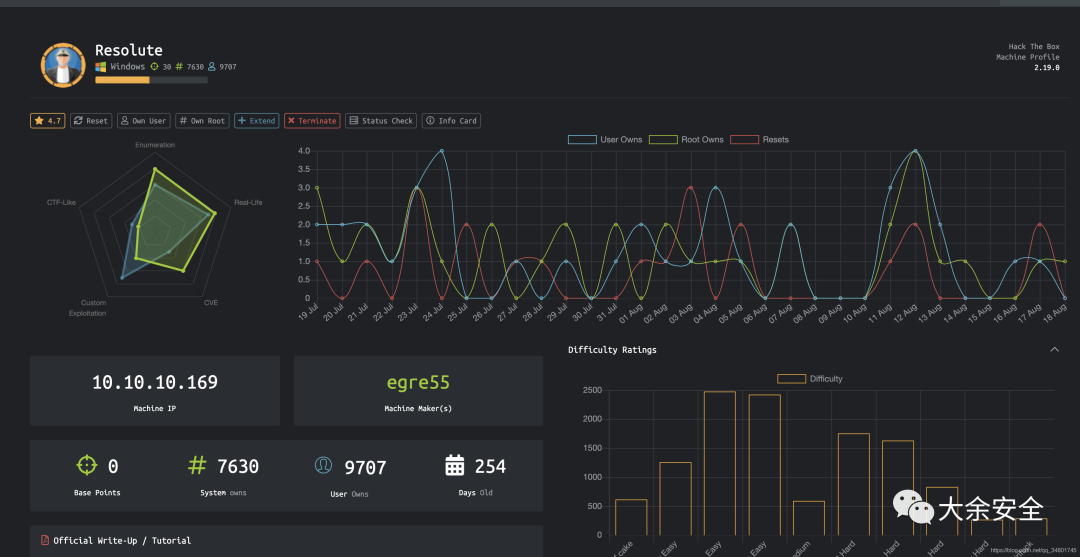 Resolute
Windows 30 # 7630 9707
Hack The Box
Machine Profile
2.19.0
4.7 Reset Own User # Own Root + Extend × Terminate Status Check Info Card
Enumeration
Real-Life
CVE
Custom
Exploitation
CTF-Like
User Owns Root Owns Resets
4.0
3.5
3.0
2.5
2.0
1.5
1.0
0.5
0
19 Jul 20 Jul 21 Jul 22 Jul 23 Jul 24 Jul 25 Jul 26 Jul 27 Jul 28 Jul 29 Jul 30 Jul 31 Jul 01 Aug 02 Aug 03 Aug 04 Aug 05 Aug 06 Aug 07 Aug 08 Aug 09 Aug 10 Aug 11 Aug 12 Aug 13 Aug 14 Aug 15 Aug 16 Aug 17 Aug 18 Aug
10.10.10.169
Machine IP
egre55
Machine Maker(s)
0
Base Points
# 7630
System owns
9707
User Owns
254
Days Old
Official Write-Up / Tutorial
Difficulty Ratings
Difficulty
2500
2000
1500
1000
500
0
cake Easy Easy Easy Hard Hard Hard Hard
大余安全
https://blog.csdn.net/qq_34801745